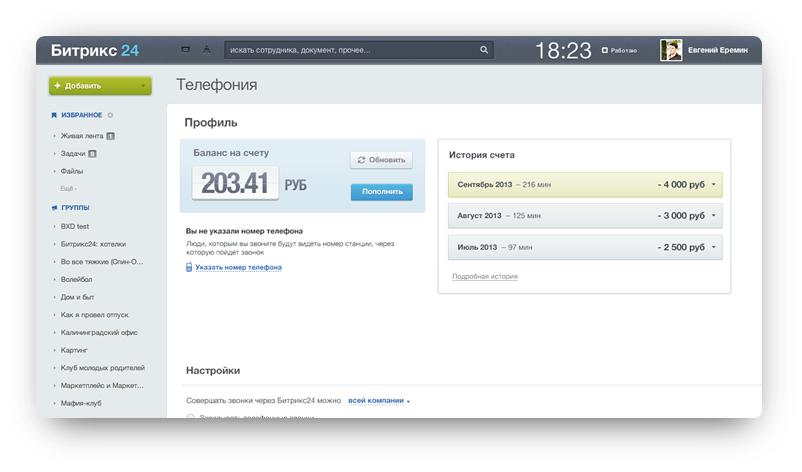 Битрикс 24
искать сотрудника, документ, прочее...
18:23
Работаю
Евгений Еремин
Добавить
Телефония
ИЗБРАННОЕ
Живая лента 1
Задачи 8
Файлы
Ещё
ГРУППЫ
BXD test
Битрикс24: хотелки
Во все тяжкие (Спин-О...
Волейбол
Дом и быт
Как я провел отпуск
Калининградский офис
Картинг
Клуб молодых родителей
Маркетплейс и Маркет...
Мафия-клуб
Профиль
Баланс на счету
Обновить
203.41 РУБ
Пополнить
Вы не указали номер телефона
Люди, которым вы звоните будут видеть номер станции, через
которую пойдет звонок
Указать номер телефона
История счета
Сентябрь 2013 – 216 мин - 4 000 руб
Август 2013 – 125 мин - 3 000 руб
Июль 2013 – 97 мин - 2 500 руб
Подробная история
Настройки
Совершать звонки через Битрикс24 можно всей компании